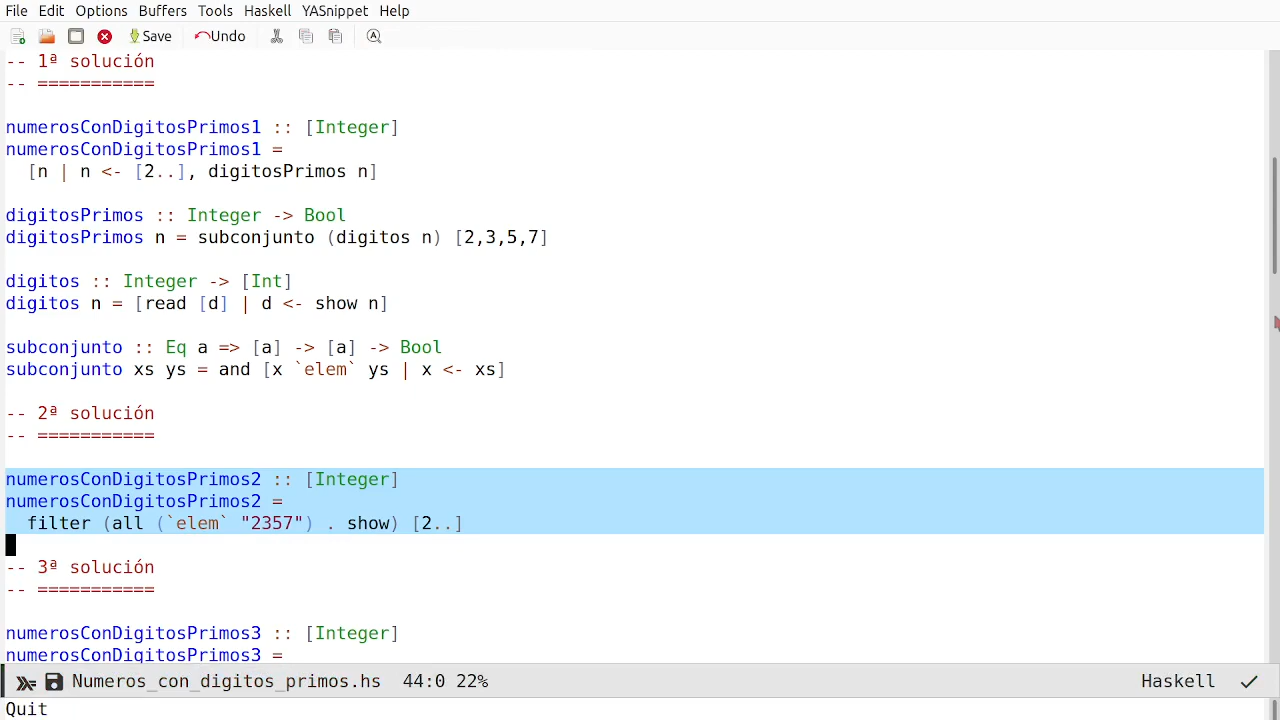 File Edit Options Buffers Tools Haskell YASnippet Help
Save Undo
-- 1ª solución
-- ===========
numerosConDigitosPrimos1 :: [Integer]
numerosConDigitosPrimos1 =
  [n | n <- [2..], digitosPrimos n]
digitosPrimos :: Integer -> Bool
digitosPrimos n = subconjunto (digitos n) [2,3,5,7]
digitos :: Integer -> [Int]
digitos n = [read [d] | d <- show n]
subconjunto :: Eq a => [a] -> [a] -> Bool
subconjunto xs ys = and [x `elem` ys | x <- xs]
-- 2ª solución
-- ===========
numerosConDigitosPrimos2 :: [Integer]
numerosConDigitosPrimos2 =
  filter (all (`elem` "2357") . show) [2..]
-- 3ª solución
-- ===========
numerosConDigitosPrimos3 :: [Integer]
numerosConDigitosPrimos3 =
Numeros_con_digitos_primos.hs 44:0 22% Haskell
Quit